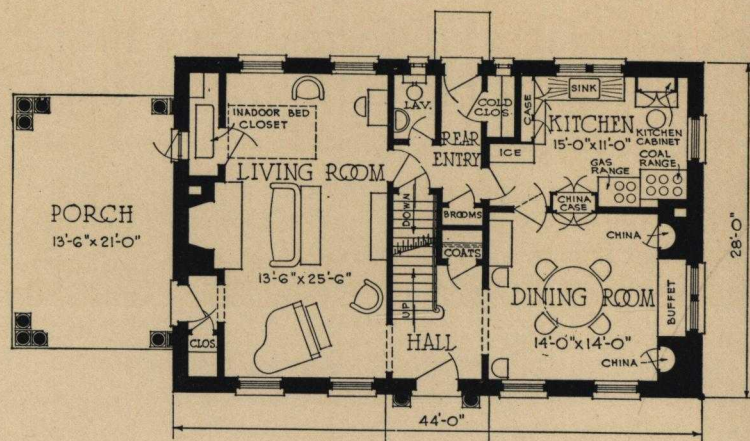 INADOOR BED
CLOSET
LAV.
COLD
CLOS.
CASE
SINK
KITCHEN
15'-0"x11'-0"
KITCHEN
CABINET
REAR
ENTRY
ICE
GAS
RANGE
COAL
RANGE
LIVING ROOM
PORCH
13'-6"x21'-0"
DOWN
BROOMS
CHINA
CASE
CHINA
COATS
28'-0"
13'-6"x25'-6"
UP
DINING ROOM
14'-0"x14'-0"
BUFFET
CLOS.
HALL
CHINA
44'-0"